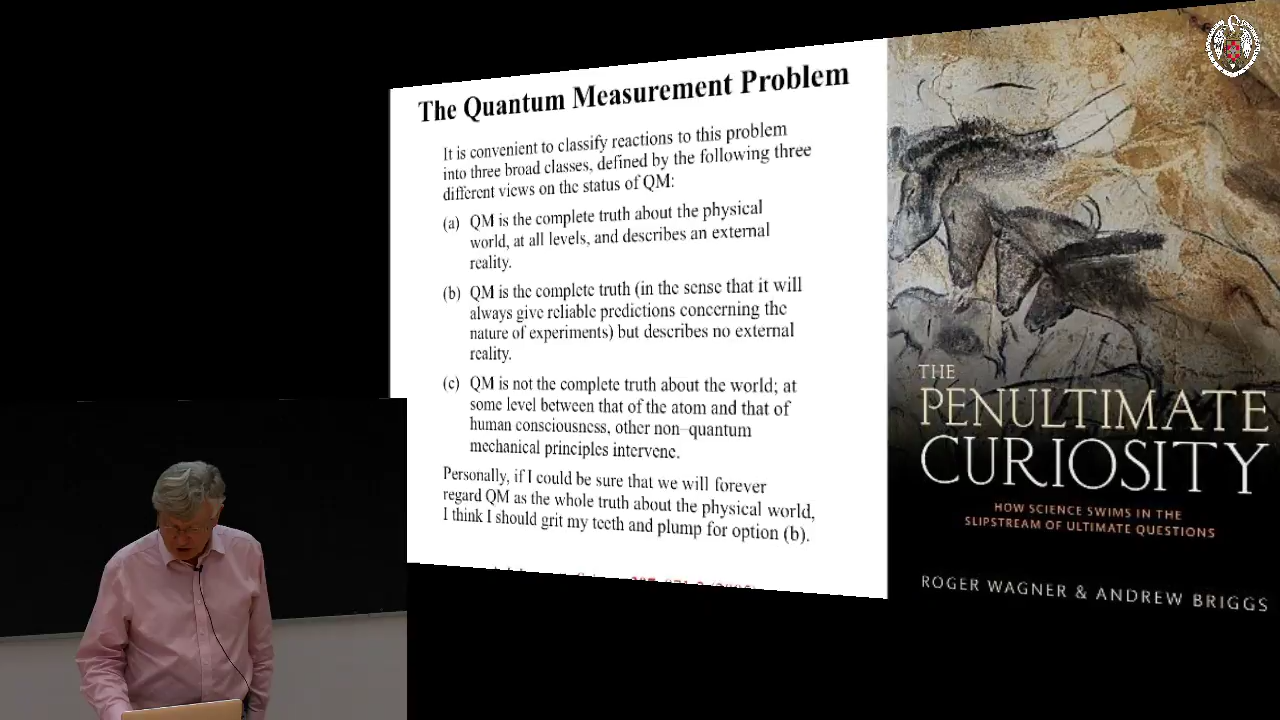 The Quantum Measurement Problem
It is convenient to classify reactions to this problem
into three broad classes, defined by the following three
different views on the status of QM:
(a) QM is the complete truth about the physical
world, at all levels, and describes an external
reality.
(b) QM is the complete truth (in the sense that it will
always give reliable predictions concerning the
nature of experiments) but describes no external
reality.
(c) QM is not the complete truth about the world; at
some level between that of the atom and that of
human consciousness, other non-quantum
mechanical principles intervene.
Personally, if I could be sure that we will forever
regard QM as the whole truth about the physical world,
I think I should grit my teeth and plump for option (b).
THE
PENULTIMATE
CURIOSITY
HOW SCIENCE SWIMS IN THE
SLIPSTREAM OF ULTIMATE QUESTIONS
ROGER WAGNER & ANDREW BRIGGS